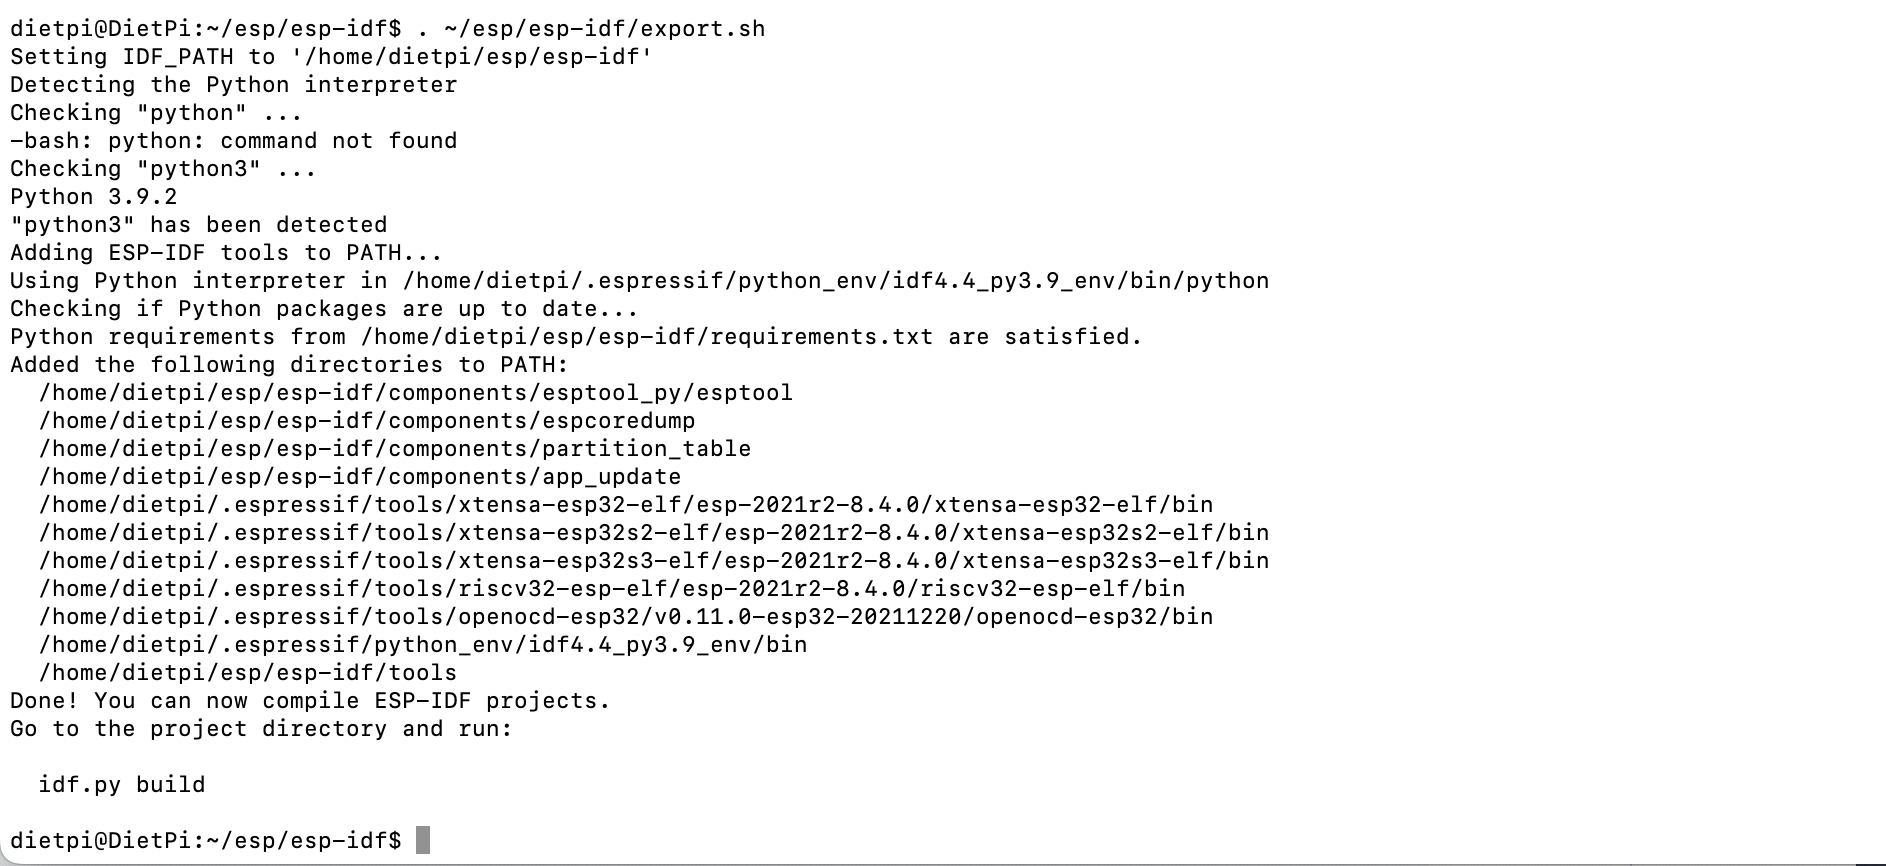 dietpi@DietPi:~/esp/esp-idf$ . ~/esp/esp-idf/export.sh
Setting IDF_PATH to '/home/dietpi/esp/esp-idf'
Detecting the Python interpreter
Checking "python" ...
-bash: python: command not found
Checking "python3" ...
Python 3.9.2
"python3" has been detected
Adding ESP-IDF tools to PATH...
Using Python interpreter in /home/dietpi/.espressif/python_env/idf4.4_py3.9_env/bin/python
Checking if Python packages are up to date...
Python requirements from /home/dietpi/esp/esp-idf/requirements.txt are satisfied.
Added the following directories to PATH:
  /home/dietpi/esp/esp-idf/components/esptool_py/esptool
  /home/dietpi/esp/esp-idf/components/espcoredump
  /home/dietpi/esp/esp-idf/components/partition_table
  /home/dietpi/esp/esp-idf/components/app_update
  /home/dietpi/.espressif/tools/xtensa-esp32-elf/esp-2021r2-8.4.0/xtensa-esp32-elf/bin
  /home/dietpi/.espressif/tools/xtensa-esp32s2-elf/esp-2021r2-8.4.0/xtensa-esp32s2-elf/bin
  /home/dietpi/.espressif/tools/xtensa-esp32s3-elf/esp-2021r2-8.4.0/xtensa-esp32s3-elf/bin
  /home/dietpi/.espressif/tools/riscv32-esp-elf/esp-2021r2-8.4.0/riscv32-esp-elf/bin
  /home/dietpi/.espressif/tools/openocd-esp32/v0.11.0-esp32-20211220/openocd-esp32/bin
  /home/dietpi/.espressif/python_env/idf4.4_py3.9_env/bin
  /home/dietpi/esp/esp-idf/tools
Done! You can now compile ESP-IDF projects.
Go to the project directory and run:

  idf.py build

dietpi@DietPi:~/esp/esp-idf$